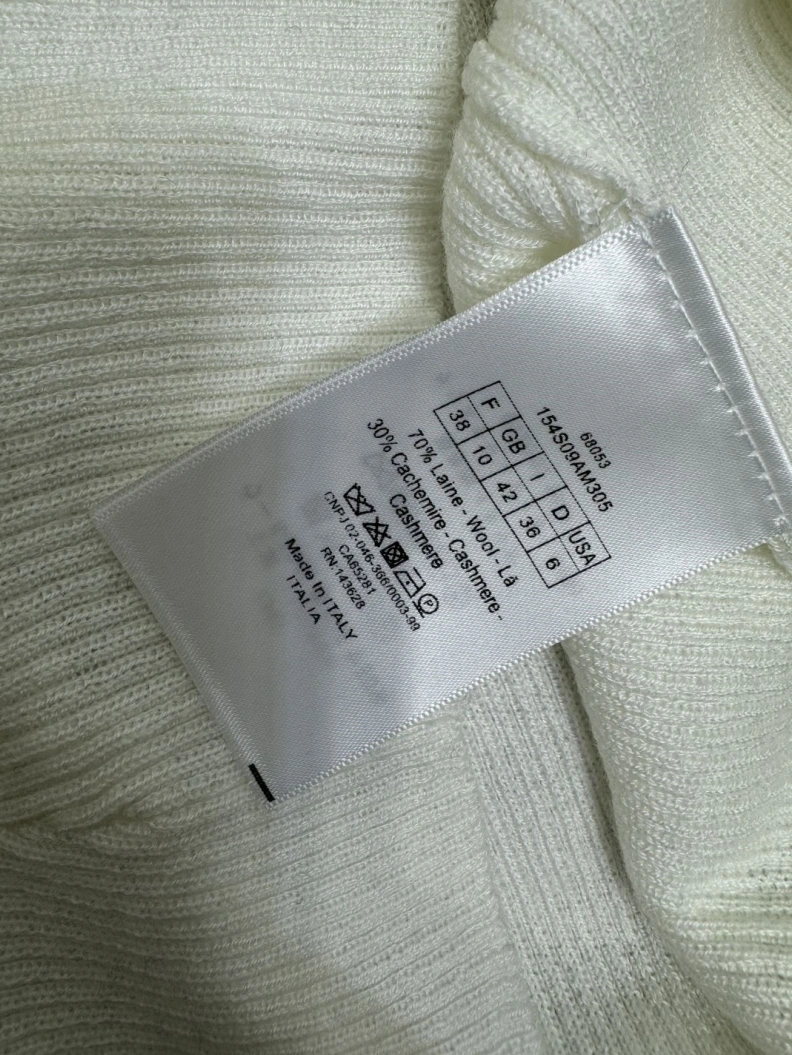 68053
154S09AM305
F GB I D USA
38 10 42 36 6
70% Laine - Wool - Lã
30% Cachemire - Cashmere -
Cashmere
CNPJ 02-046-366/0003-99
CA65281
RN:143628
Made in ITALY
ITALIA